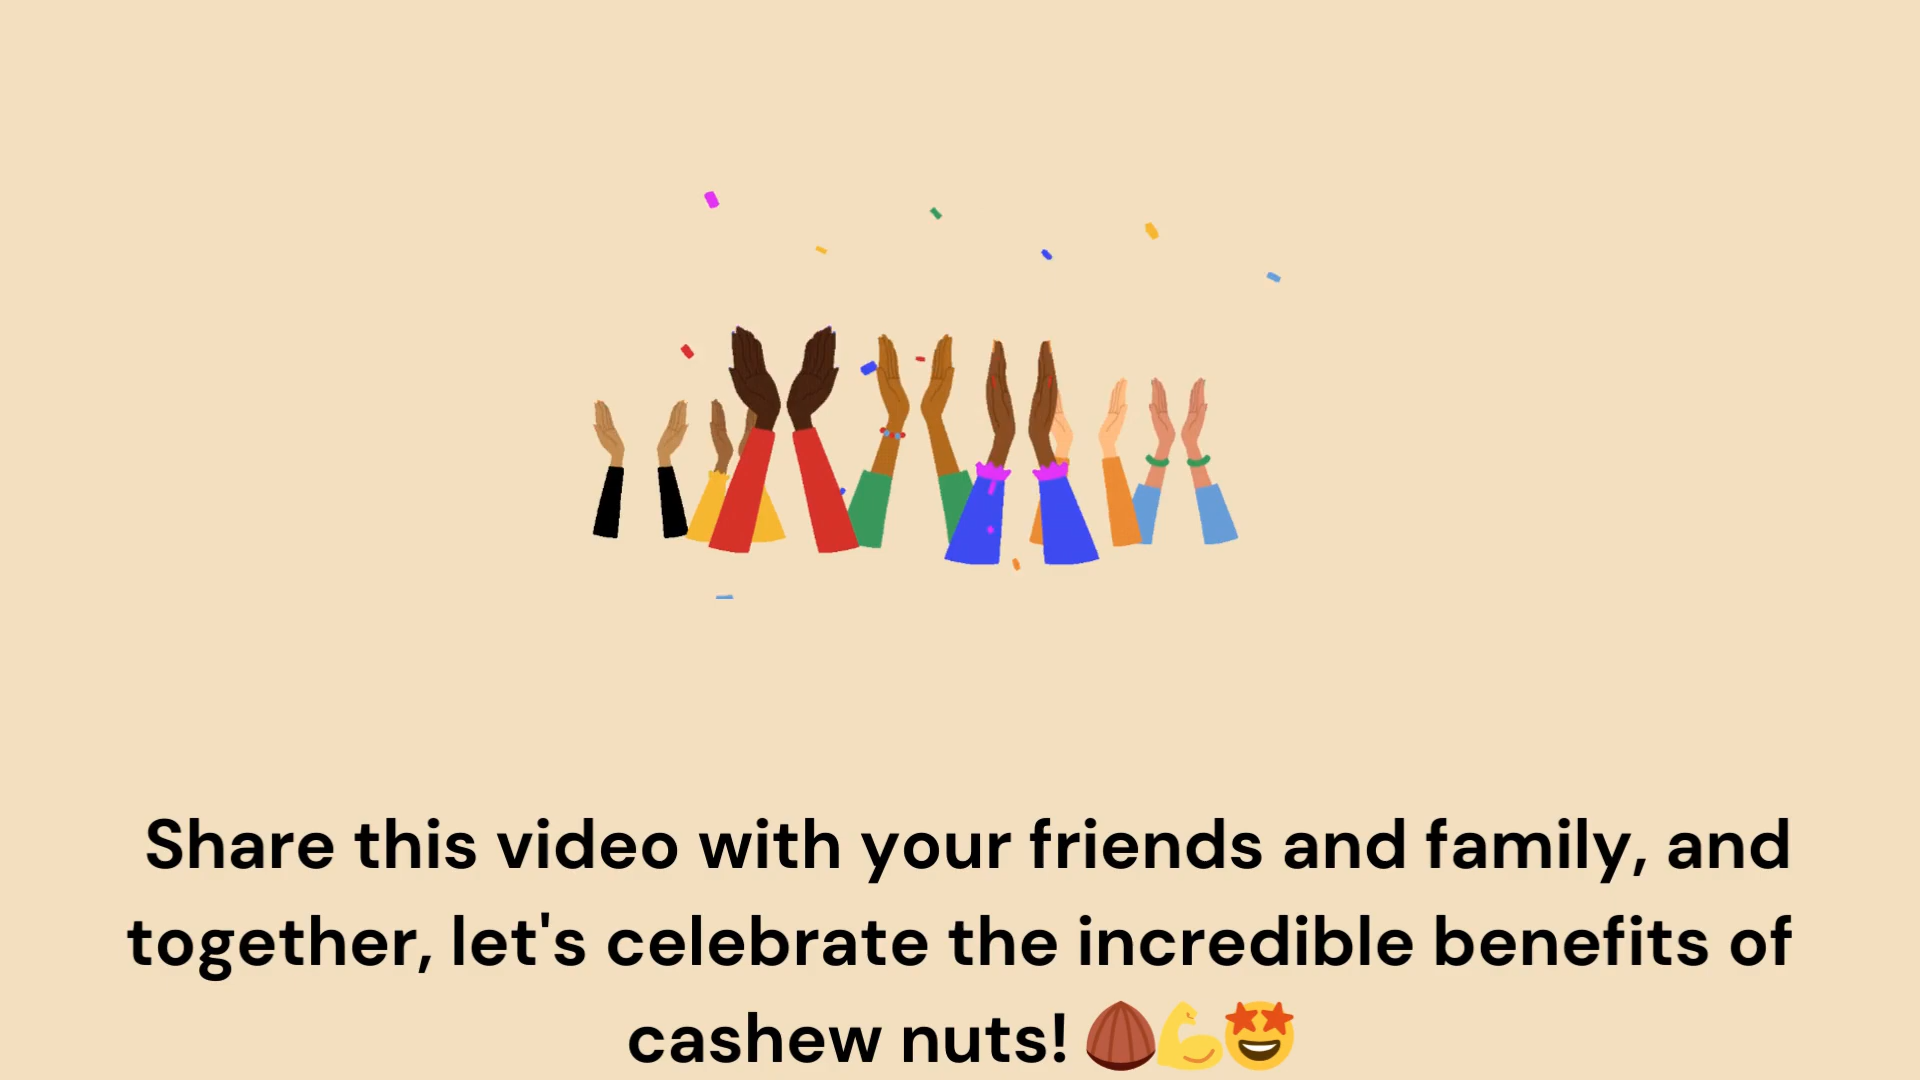 Share this video with your friends and family, and
together, let's celebrate the incredible benefits of
cashew nuts! 🌰💪🤩